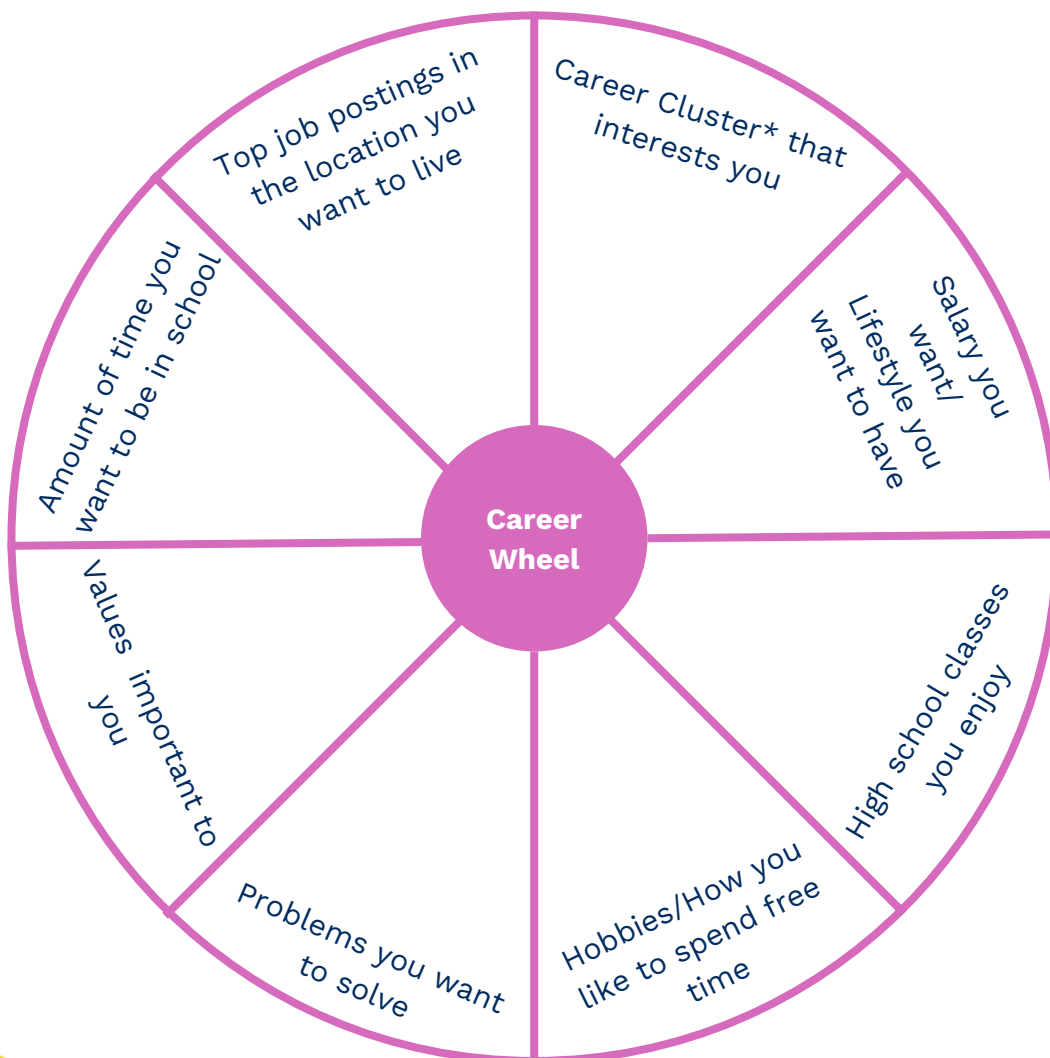 Top job postings in
the location you
want to live
Career Cluster* that
interests you
Salary you
want/
Lifestyle you
want to have
High school classes
you enjoy
Hobbies/How you
like to spend free
time
Problems you want
to solve
Values important to
you
Amount of time you
want to be in school
Career
Wheel